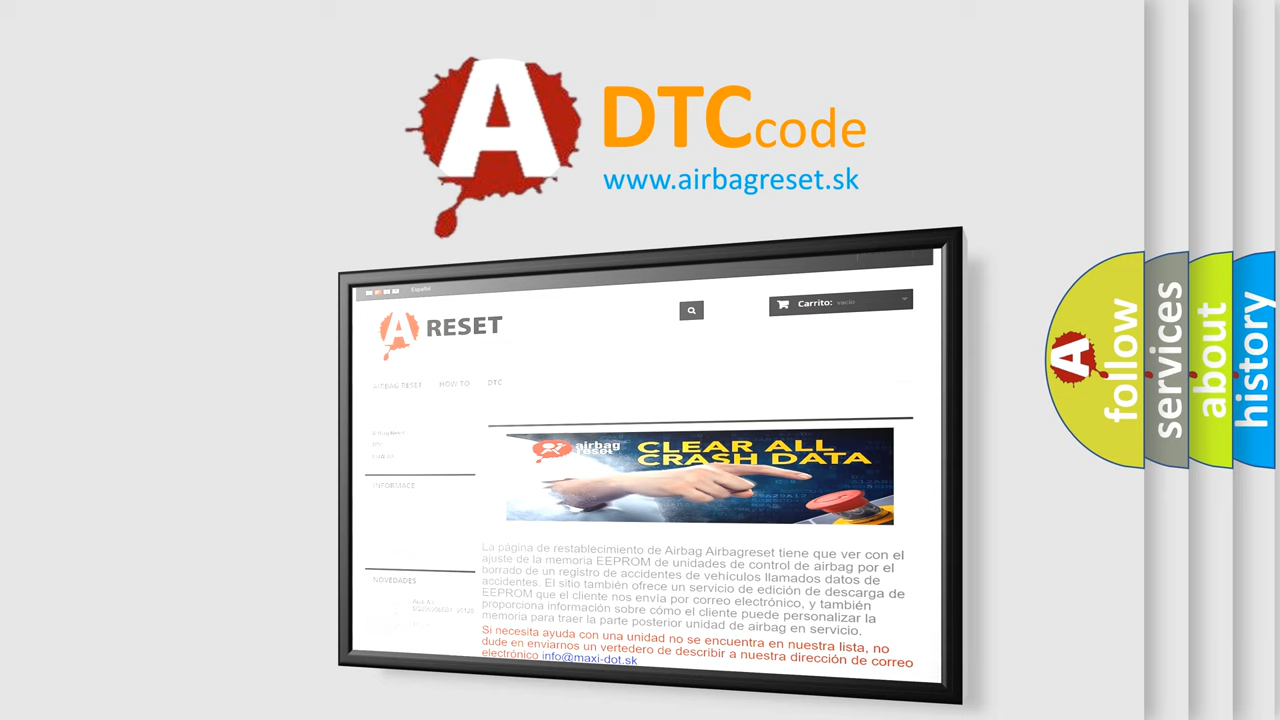 A DTCcode
www.airbagreset.sk
Español
A RESET
Carrito: vacío
AIRBAG RESET HOW TO DTC
INFORMACE
airbag
reset
CLEAR ALL
CRASH DATA
La página de restablecimiento de Airbag Airbagreset tiene que ver con el
ajuste de la memoria EEPROM de unidades de control de airbag por el
borrado de un registro de accidentes de vehículos llamados datos de
accidentes. El sitio también ofrece un servicio de edición de descarga de
EEPROM que el cliente nos envía por correo electrónico, y también
proporciona información sobre cómo el cliente puede personalizar la
memoria para traer la parte posterior unidad de airbag en servicio.
Si necesita ayuda con una unidad no se encuentra en nuestra lista, no
dude en enviarnos un vertedero de describir a nuestra dirección de correo
electrónico info@maxi-dot.sk
NOVEDADES
A
follow
services
about
history